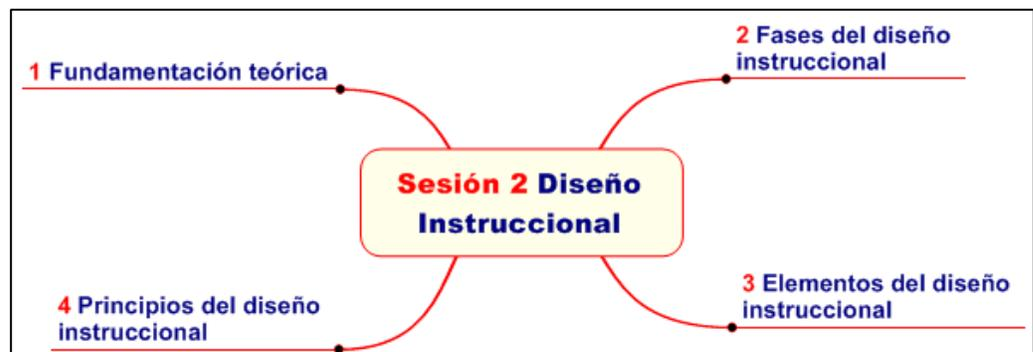 1 Fundamentación teórica
2 Fases del diseño
instruccional
Sesión 2 Diseño
Instruccional
3 Elementos del diseño
instruccional
4 Principios del diseño
instruccional